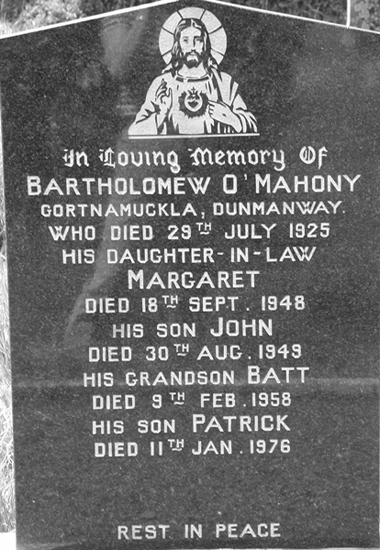 In Loving Memory Of
BARTHOLOMEW O'MAHONY
GORTNAMUCKLA, DUNMANWAY.
WHO DIED 29TH JULY 1925
HIS DAUGHTER-IN-LAW
MARGARET
DIED 18TH SEPT. 1948
HIS SON JOHN
DIED 30TH AUG. 1949
HIS GRANDSON BATT
DIED 9TH FEB. 1958
HIS SON PATRICK
DIED 11TH JAN. 1976
REST IN PEACE